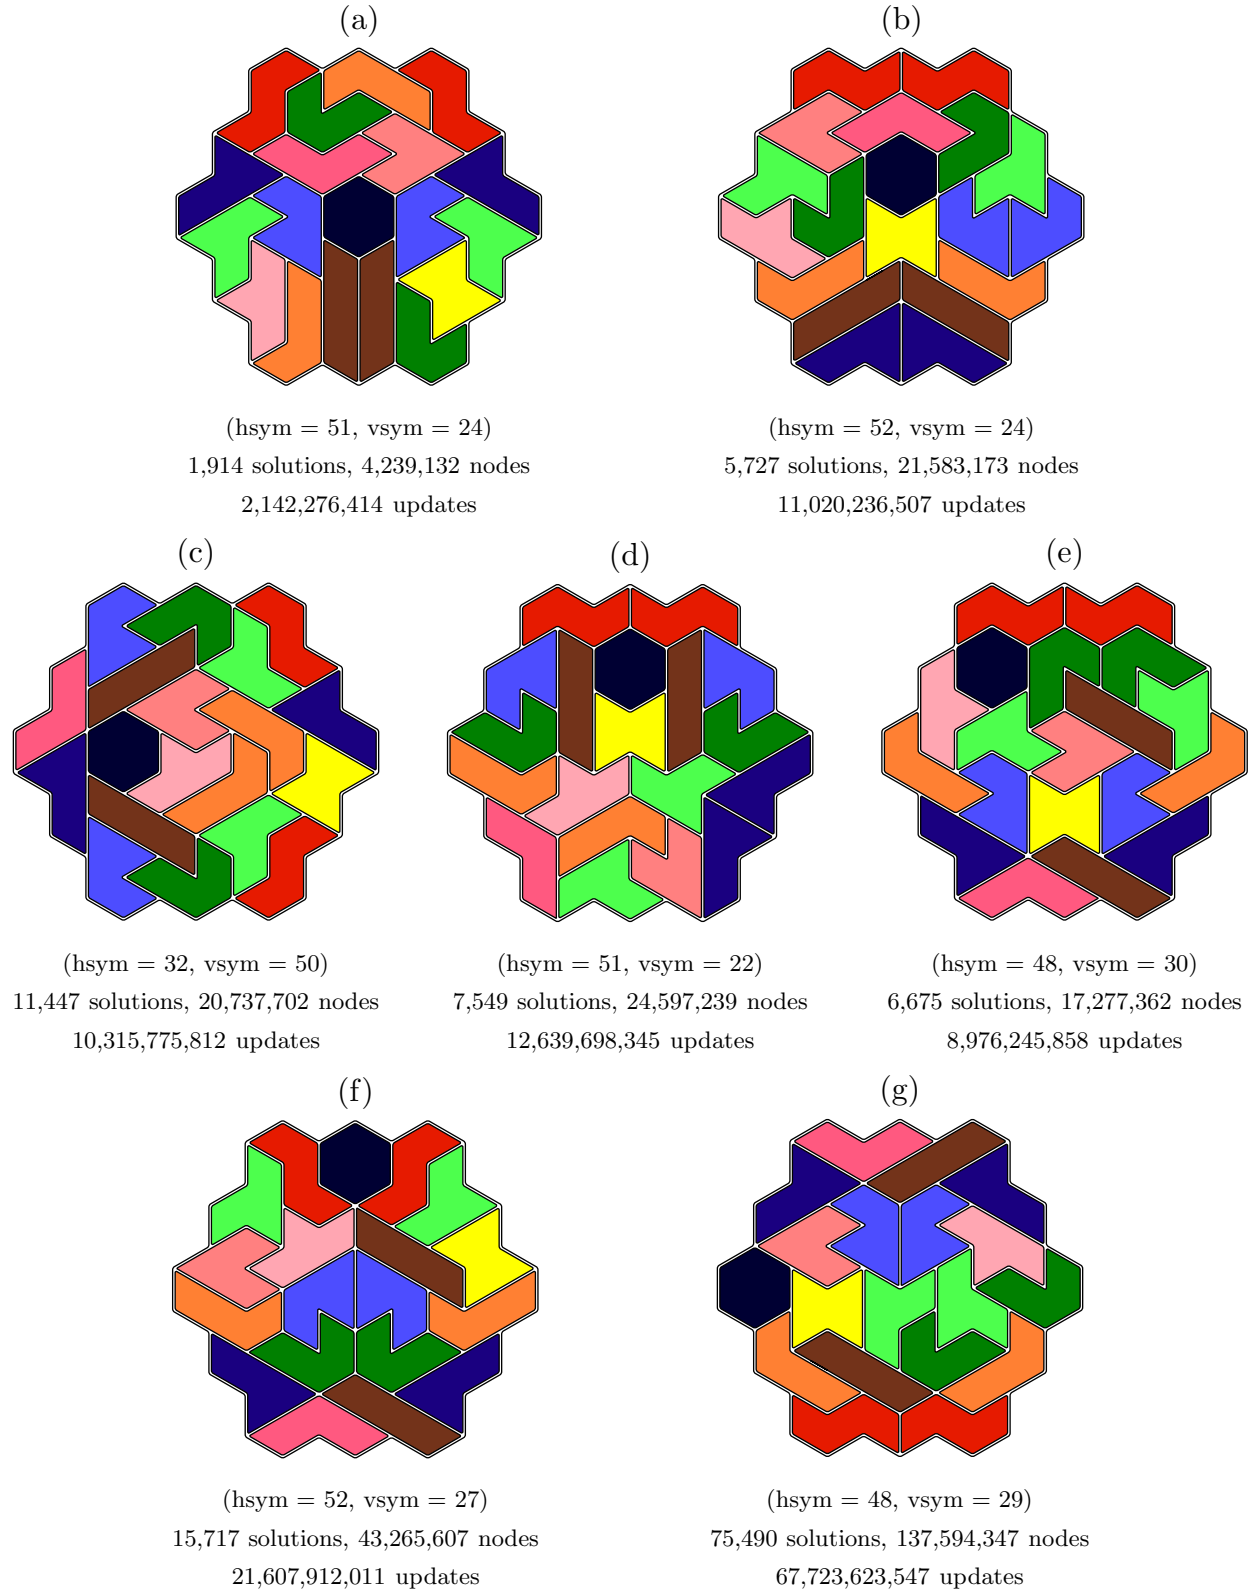 (a)
(b)
(hsym = 51, vsym = 24)
1,914 solutions, 4,239,132 nodes
2,142,276,414 updates
(hsym = 52, vsym = 24)
5,727 solutions, 21,583,173 nodes
11,020,236,507 updates
(c)
(d)
(e)
(hsym = 32, vsym = 50)
11,447 solutions, 20,737,702 nodes
10,315,775,812 updates
(hsym = 51, vsym = 22)
7,549 solutions, 24,597,239 nodes
12,639,698,345 updates
(hsym = 48, vsym = 30)
6,675 solutions, 17,277,362 nodes
8,976,245,858 updates
(f)
(g)
(hsym = 52, vsym = 27)
15,717 solutions, 43,265,607 nodes
21,607,912,011 updates
(hsym = 48, vsym = 29)
75,490 solutions, 137,594,347 nodes
67,723,623,547 updates